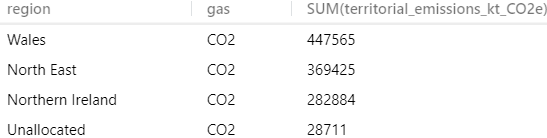 region gas SUM(territorial_emissions_kt_CO2e)
Wales CO2 447565
North East CO2 369425
Northern Ireland CO2 282884
Unallocated CO2 28711